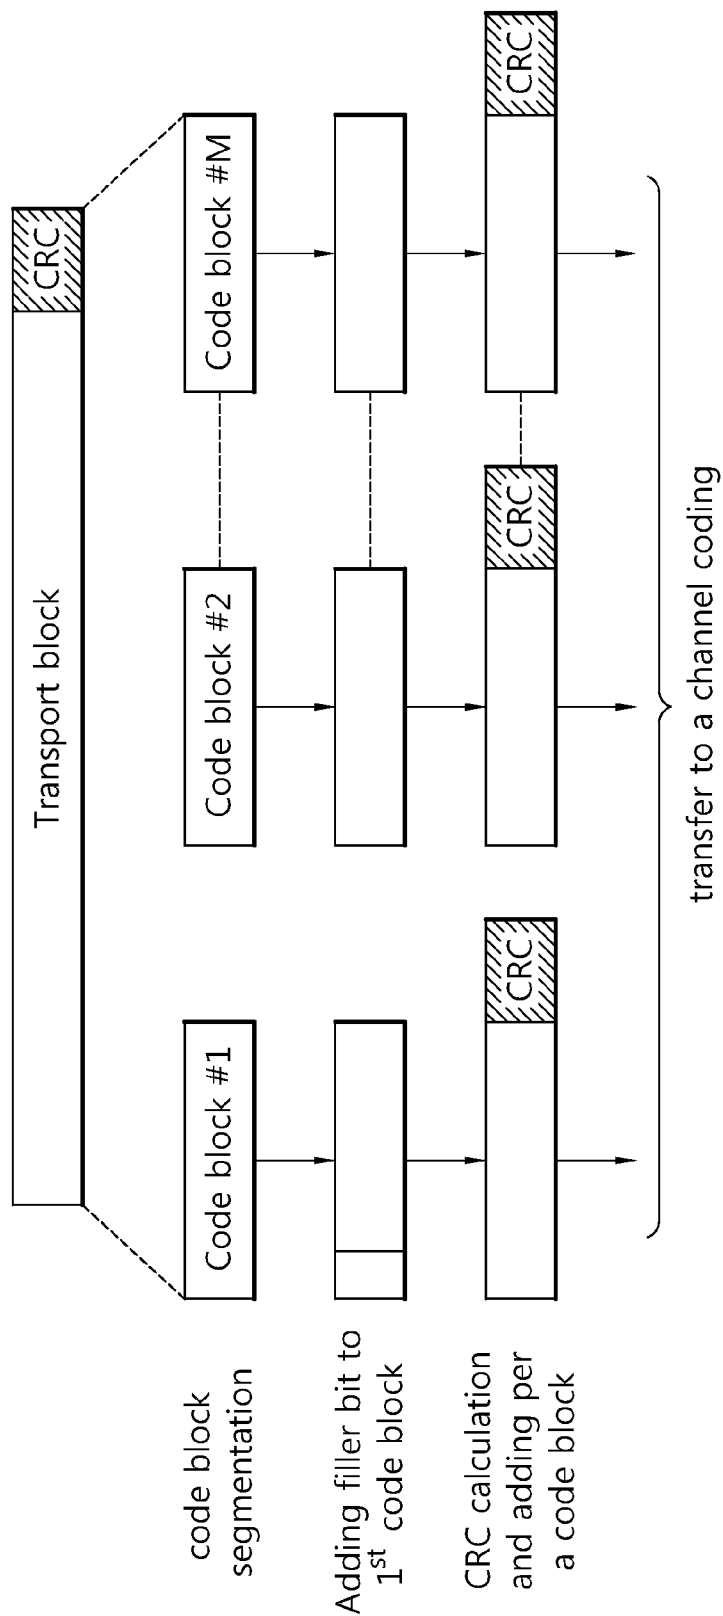 Transport block
CRC
code block
segmentation
Code block #1
Code block #2
Code block #M
Adding filler bit to
1st code block
CRC calculation
and adding per
a code block
CRC
CRC
CRC
transfer to a channel coding